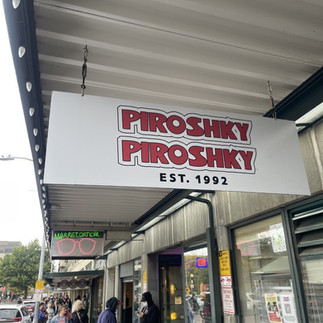 PIROSHKY
PIROSHKY
EST. 1992
MARKET OPTICAL